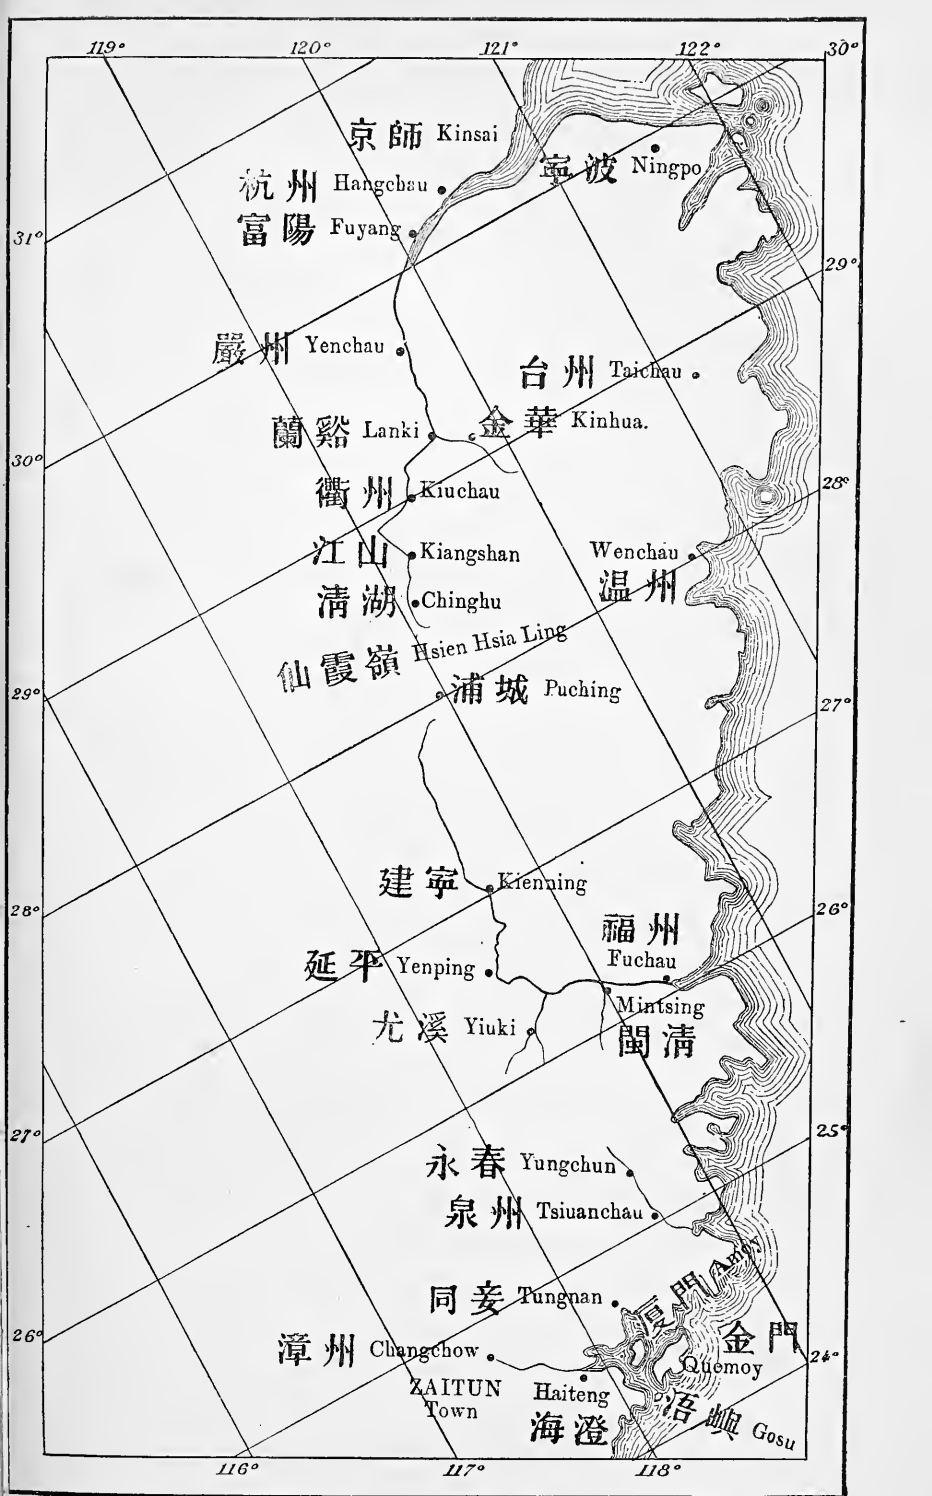 119° 120° 121° 122° 30°
京師 Kinsai
寧波 Ningpo
杭州 Hangchau
富陽 Fuyang
31°
29°
嚴州 Yenchau
台州 Taichau
蘭谿 Lanki
金華 Kinhua.
30°
28°
衢州 Kiuchau
江山 Kiangshan
Wenchau
温州
淸湖 Chinghu
仙霞嶺 Hsien Hsia Ling
29°
浦城 Puching
27°
建寧 Kienning
28°
26°
福州
Fuchau
延平 Yenping
Mintsing
閩淸
尤溪 Yiuki
27°
25°
永春 Yungchun
泉州 Tsiuanchau
厦門 Amoy
同安 Tungnan
26°
金門
Quemoy
24°
漳州 Changchow
ZAITUN
Town
Haiteng
海澄
浯嶼 Gosu
116° 117° 118°